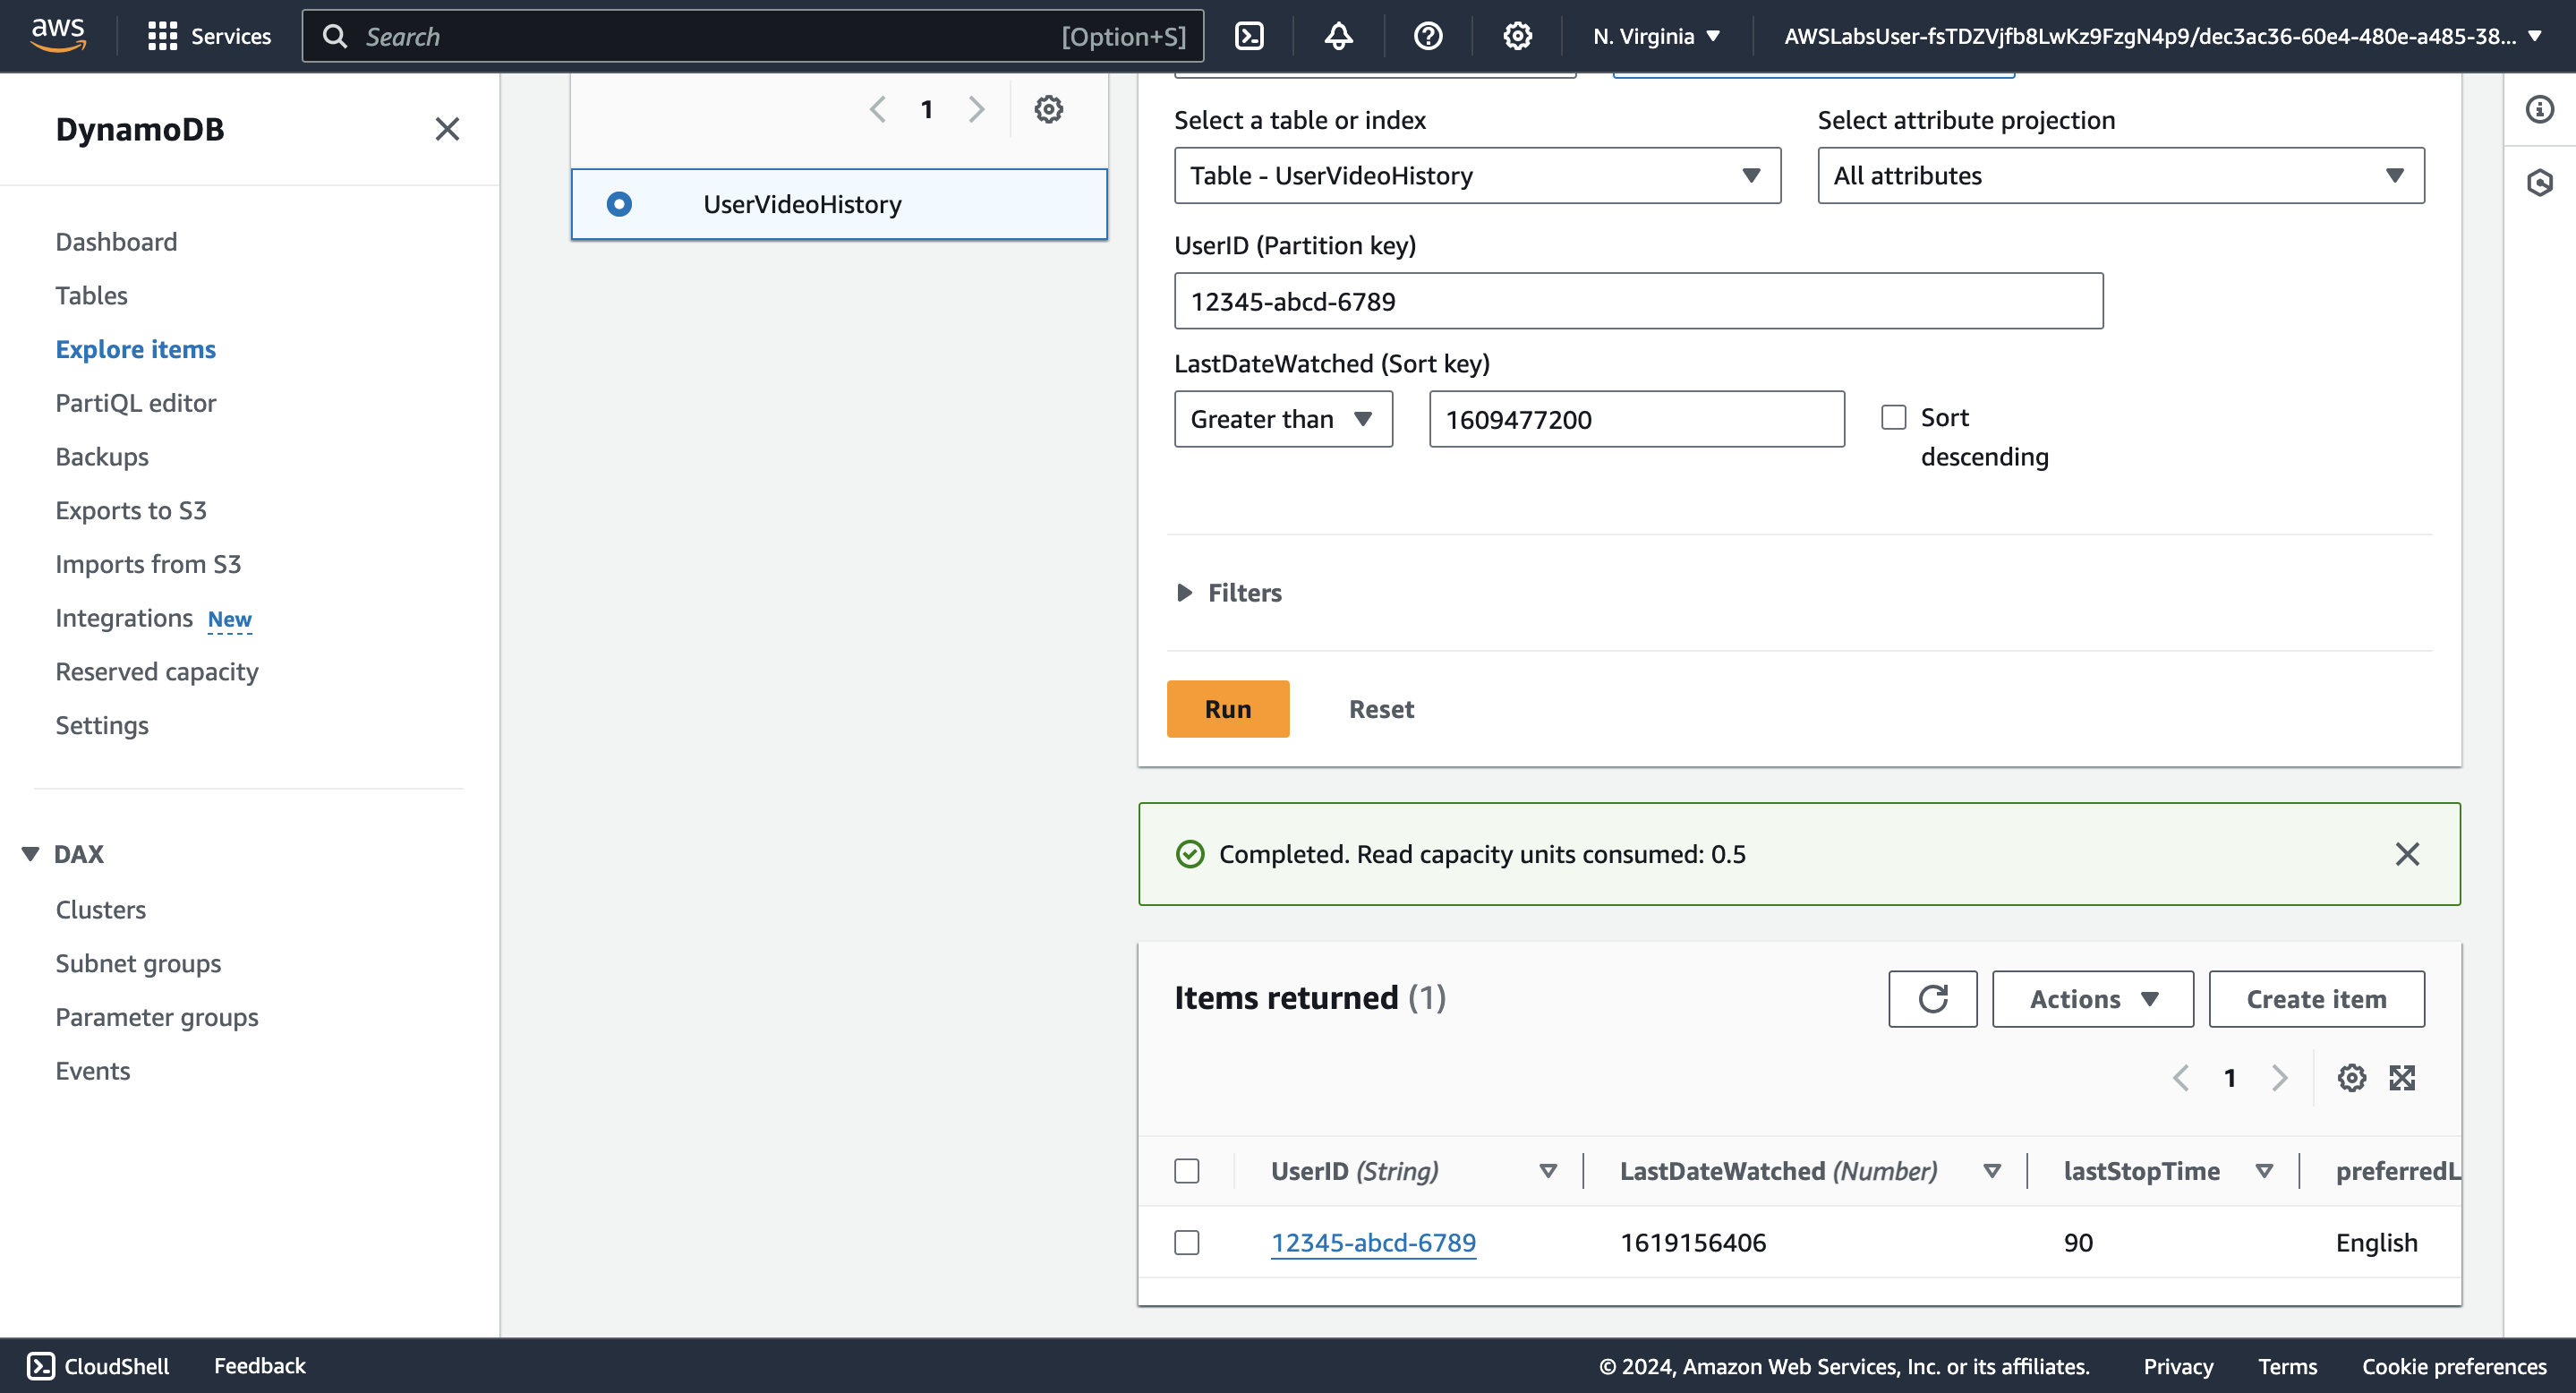 aws
Services
Search
[Option+S]
N. Virginia
AWSLabsUser-fsTDZVjfb8LwKz9FzgN4p9/dec3ac36-60e4-480e-a485-38...
DynamoDB
Dashboard
Tables
Explore items
PartiQL editor
Backups
Exports to S3
Imports from S3
Integrations New
Reserved capacity
Settings
DAX
Clusters
Subnet groups
Parameter groups
Events
1
UserVideoHistory
Select a table or index
Table - UserVideoHistory
Select attribute projection
All attributes
UserID (Partition key)
12345-abcd-6789
LastDateWatched (Sort key)
Greater than
1609477200
Sort
descending
Filters
Run
Reset
Completed. Read capacity units consumed: 0.5
Items returned (1)
Actions
Create item
1
UserID (String)
LastDateWatched (Number)
lastStopTime
preferredL
12345-abcd-6789
1619156406
90
English
CloudShell
Feedback
© 2024, Amazon Web Services, Inc. or its affiliates.
Privacy
Terms
Cookie preferences